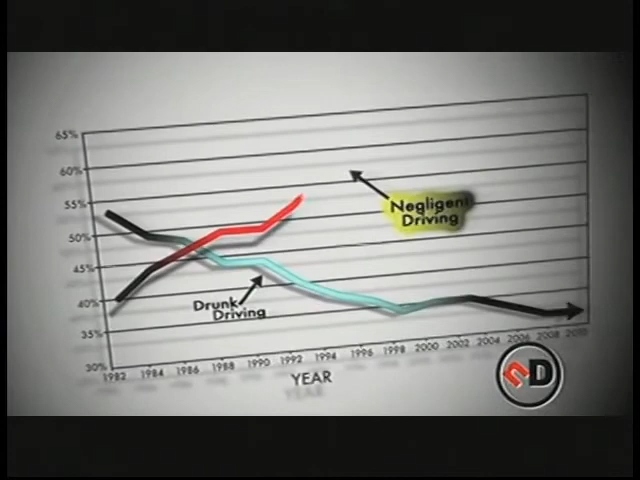 65%
60%
55%
50%
45%
40%
35%
30%
Negligent
Driving
Drunk
Driving
1982 1984 1986 1988 1990 1992 1994 1996 1998 2000 2002 2004 2006 2008 2010
YEAR
nD